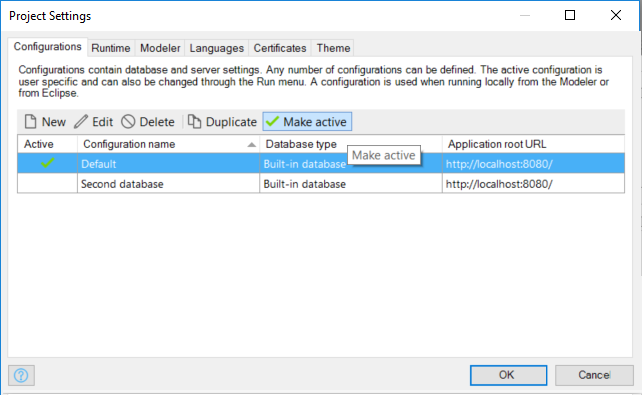 Project Settings
Configurations Runtime Modeler Languages Certificates Theme
Configurations contain database and server settings. Any number of configurations can be defined. The active configuration is
user specific and can also be changed through the Run menu. A configuration is used when running locally from the Modeler or
from Eclipse.
New Edit Delete Duplicate Make active
Active Configuration name Database type Application root URL
Make active
Default Built-in database http://localhost:8080/
Second database Built-in database http://localhost:8080/
? OK Cancel